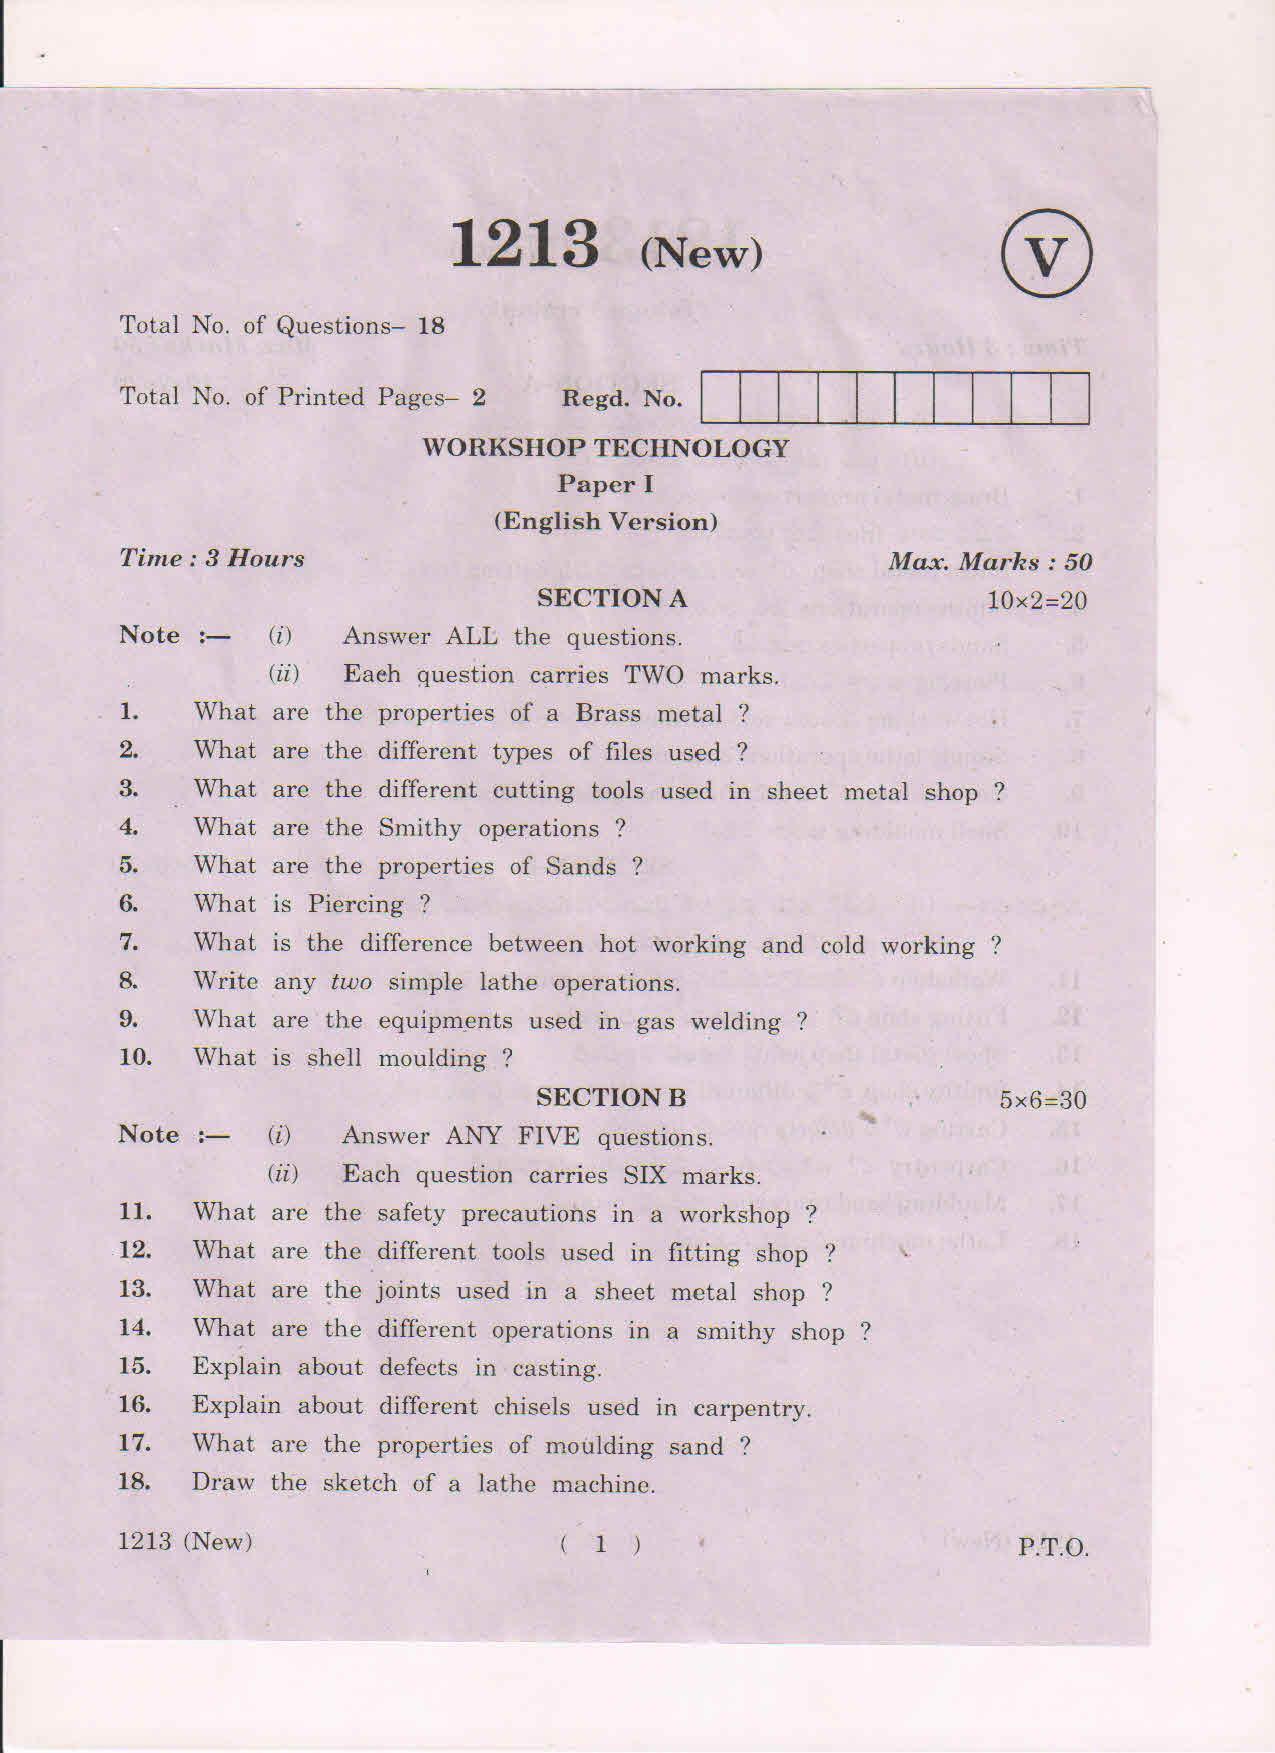 1213 (New)
V
Total No. of Questions– 18
Total No. of Printed Pages– 2 Regd. No.
WORKSHOP TECHNOLOGY
Paper I
(English Version)
Time : 3 Hours Max. Marks : 50
SECTION A 10×2=20
Note :— (i) Answer ALL the questions.
(ii) Each question carries TWO marks.
1. What are the properties of a Brass metal ?
2. What are the different types of files used ?
3. What are the different cutting tools used in sheet metal shop ?
4. What are the Smithy operations ?
5. What are the properties of Sands ?
6. What is Piercing ?
7. What is the difference between hot working and cold working ?
8. Write any two simple lathe operations.
9. What are the equipments used in gas welding ?
10. What is shell moulding ?
SECTION B 5×6=30
Note :— (i) Answer ANY FIVE questions.
(ii) Each question carries SIX marks.
11. What are the safety precautions in a workshop ?
12. What are the different tools used in fitting shop ?
13. What are the joints used in a sheet metal shop ?
14. What are the different operations in a smithy shop ?
15. Explain about defects in casting.
16. Explain about different chisels used in carpentry.
17. What are the properties of moulding sand ?
18. Draw the sketch of a lathe machine.
1213 (New) ( 1 ) P.T.O.